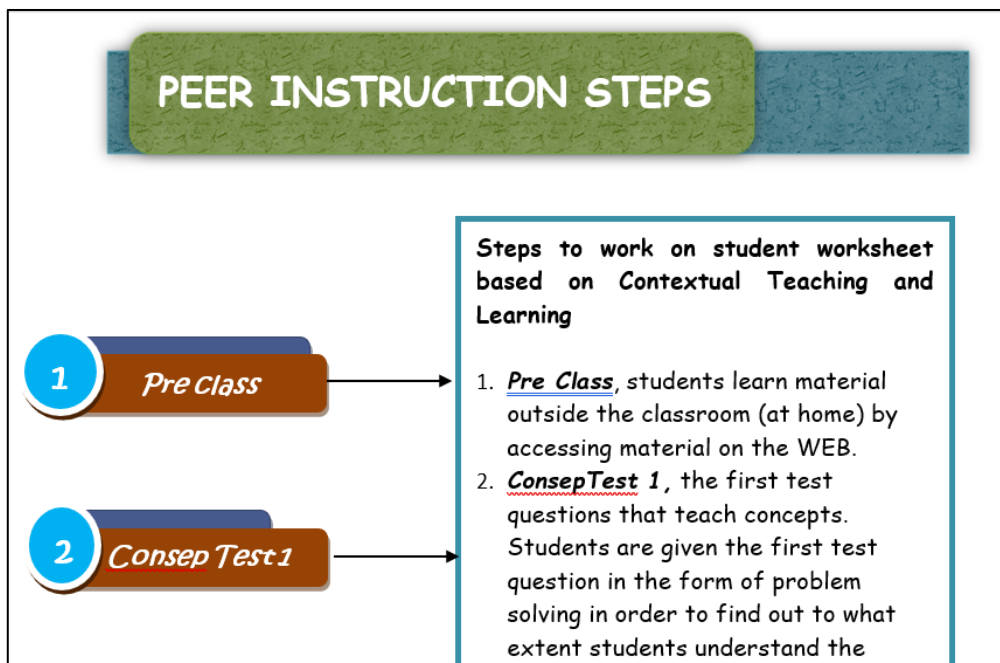 PEER INSTRUCTION STEPS
Steps to work on student worksheet
based on Contextual Teaching and
Learning
1
Pre Class
1. Pre Class, students learn material
outside the classroom (at home) by
accessing material on the WEB.
2
Consep Test 1
2. ConsepTest 1, the first test
questions that teach concepts.
Students are given the first test
question in the form of problem
solving in order to find out to what
extent students understand the